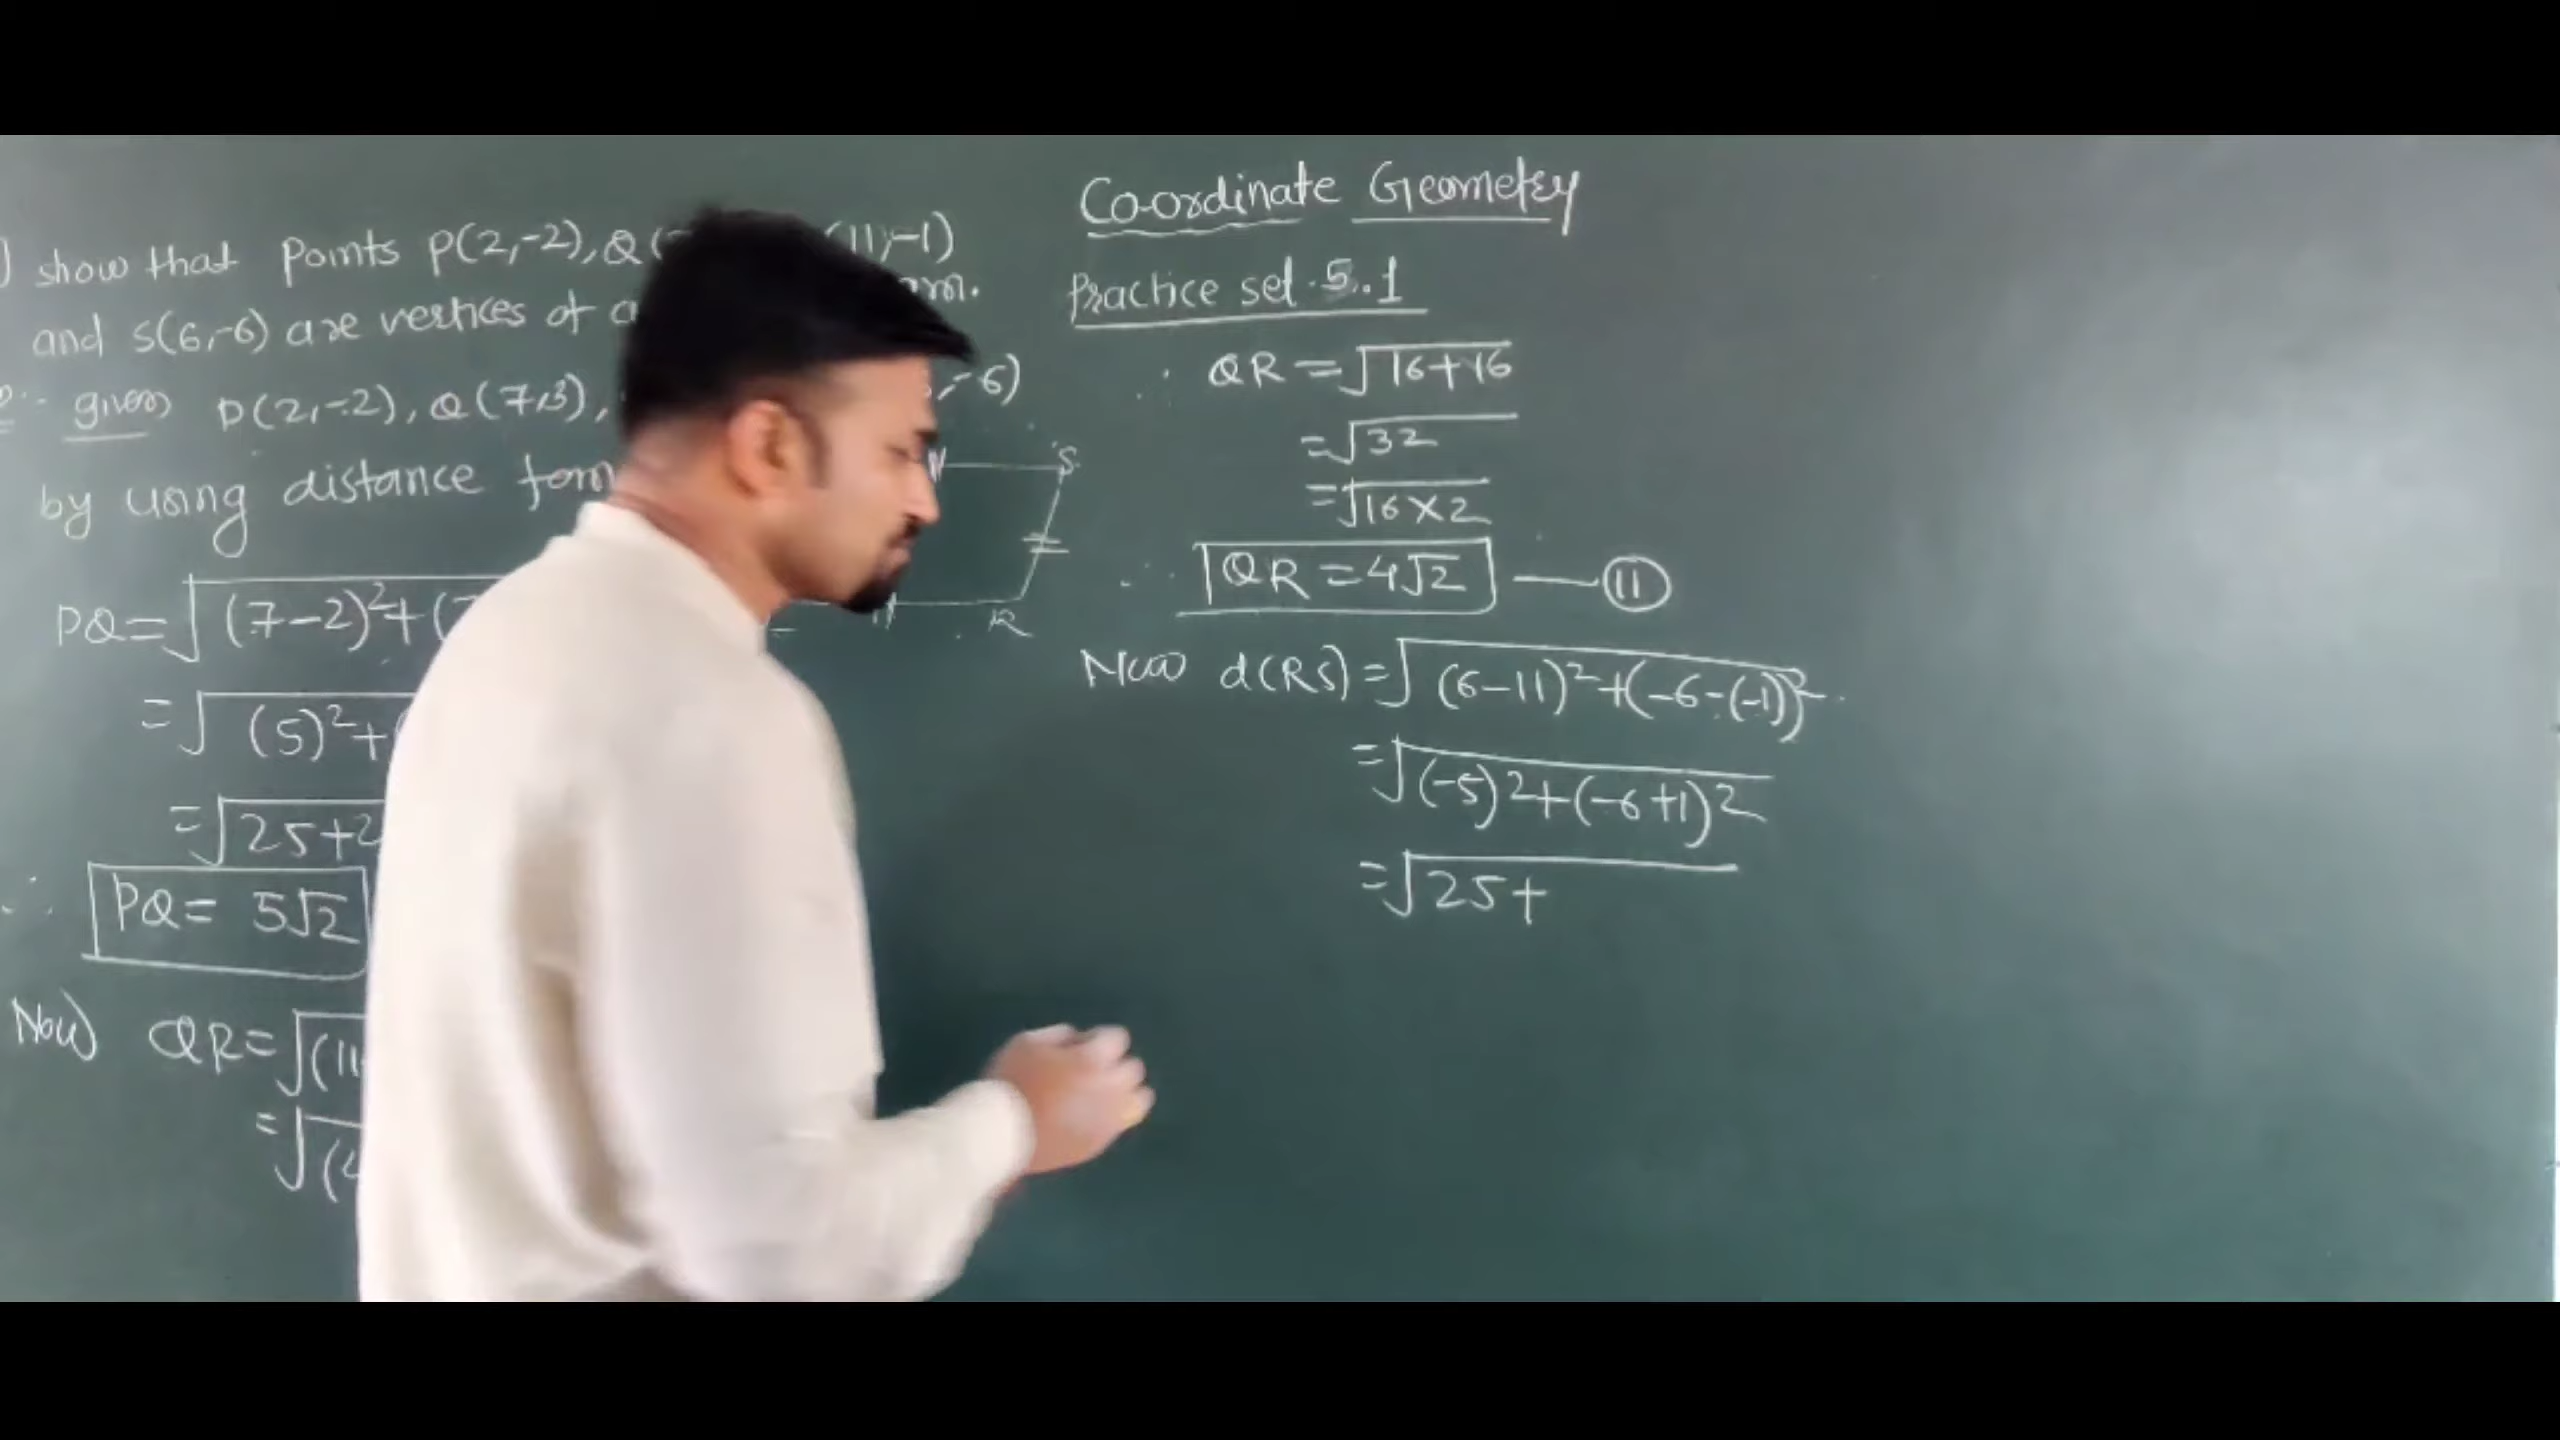 Co-ordinate Geometry
Practice set 5.1
) show that Points P(2,-2), Q( (11,-1)
and S(6,-6) are vertices of a
given P(2,-2), Q(7,3), ,-6)
by using distance form
PQ=√(7-2)²+(
=√(5)²+
=√25+2
∴ PQ= 5√2
Now QR=√(11
=√(4
S
R
∴ QR =√16+16
=√32
=√16×2
∴ QR =4√2 — (II)
Now d(RS)=√(6-11)²+(-6-(-1))²
=√(-5)²+(-6+1)²
=√25+